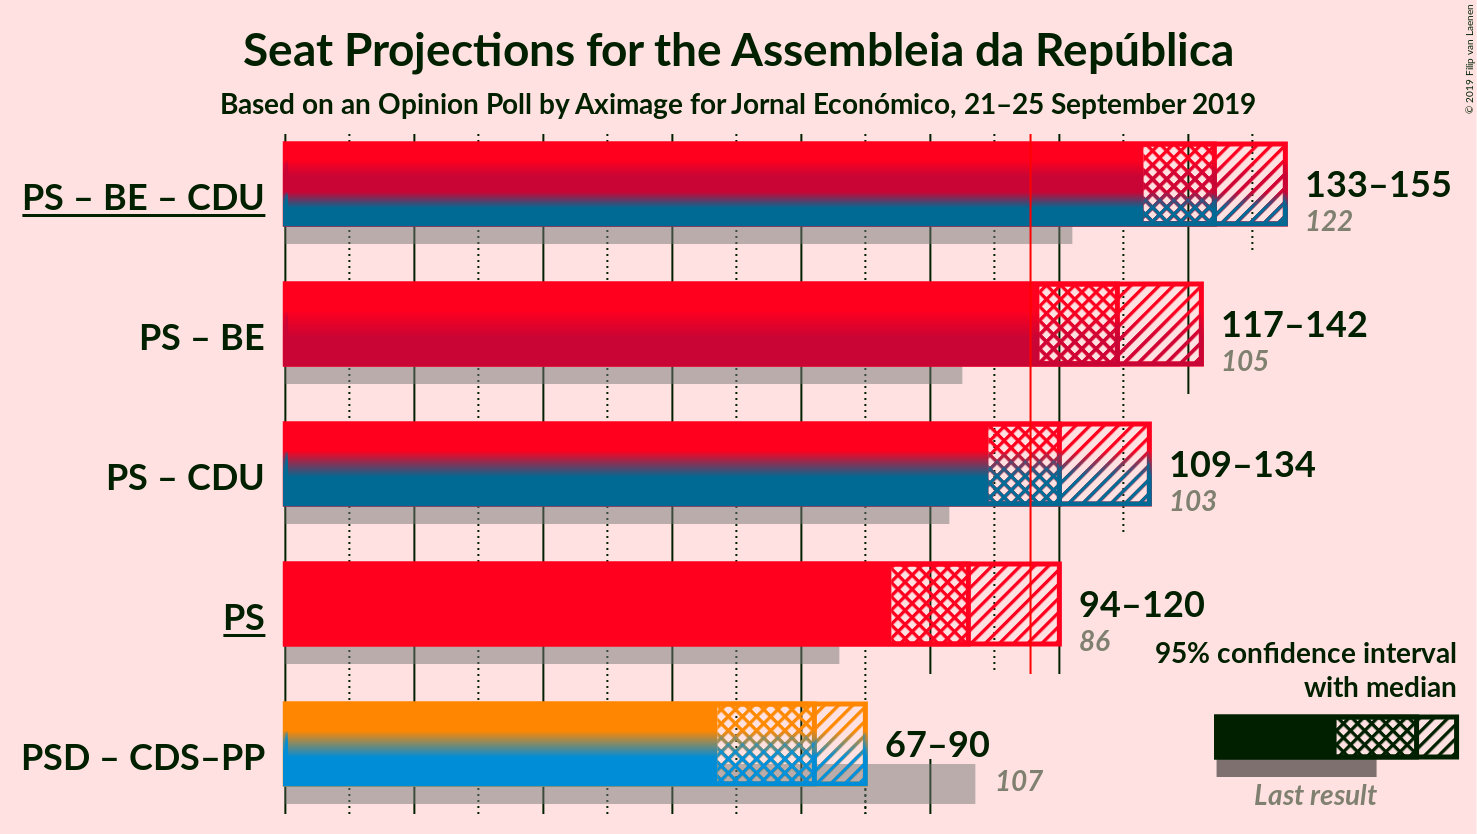 Seat Projections for the Assembleia da República
Based on an Opinion Poll by Aximage for Jornal Económico, 21–25 September 2019
© 2019 Filip van Laenen
PS – BE – CDU
133–155
122
PS – BE
117–142
105
PS – CDU
109–134
103
PS
94–120
86
PSD – CDS–PP
67–90
107
95% confidence interval
with median
Last result